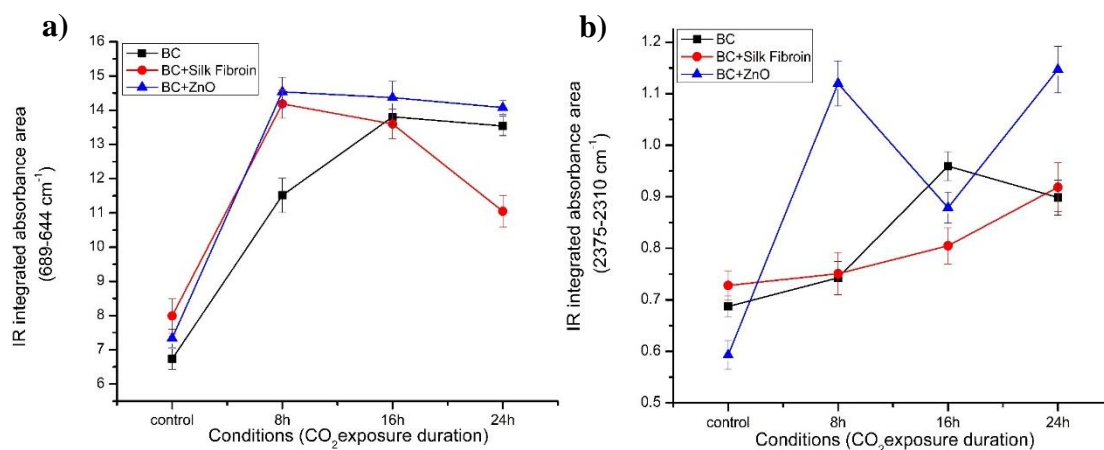 a)
IR integrated absorbance area
(689-644 cm⁻¹)
16
15
14
13
12
11
10
9
8
7
6
BC
BC+Silk Fibroin
BC+ZnO
control
8h
16h
24h
Conditions (CO₂exposure duration)
b)
IR integrated absorbance area
(2375-2310 cm⁻¹)
1.2
1.1
1.0
0.9
0.8
0.7
0.6
0.5
BC
BC+Silk Fibroin
BC+ZnO
control
8h
16h
24h
Conditions (CO₂exposure duration)